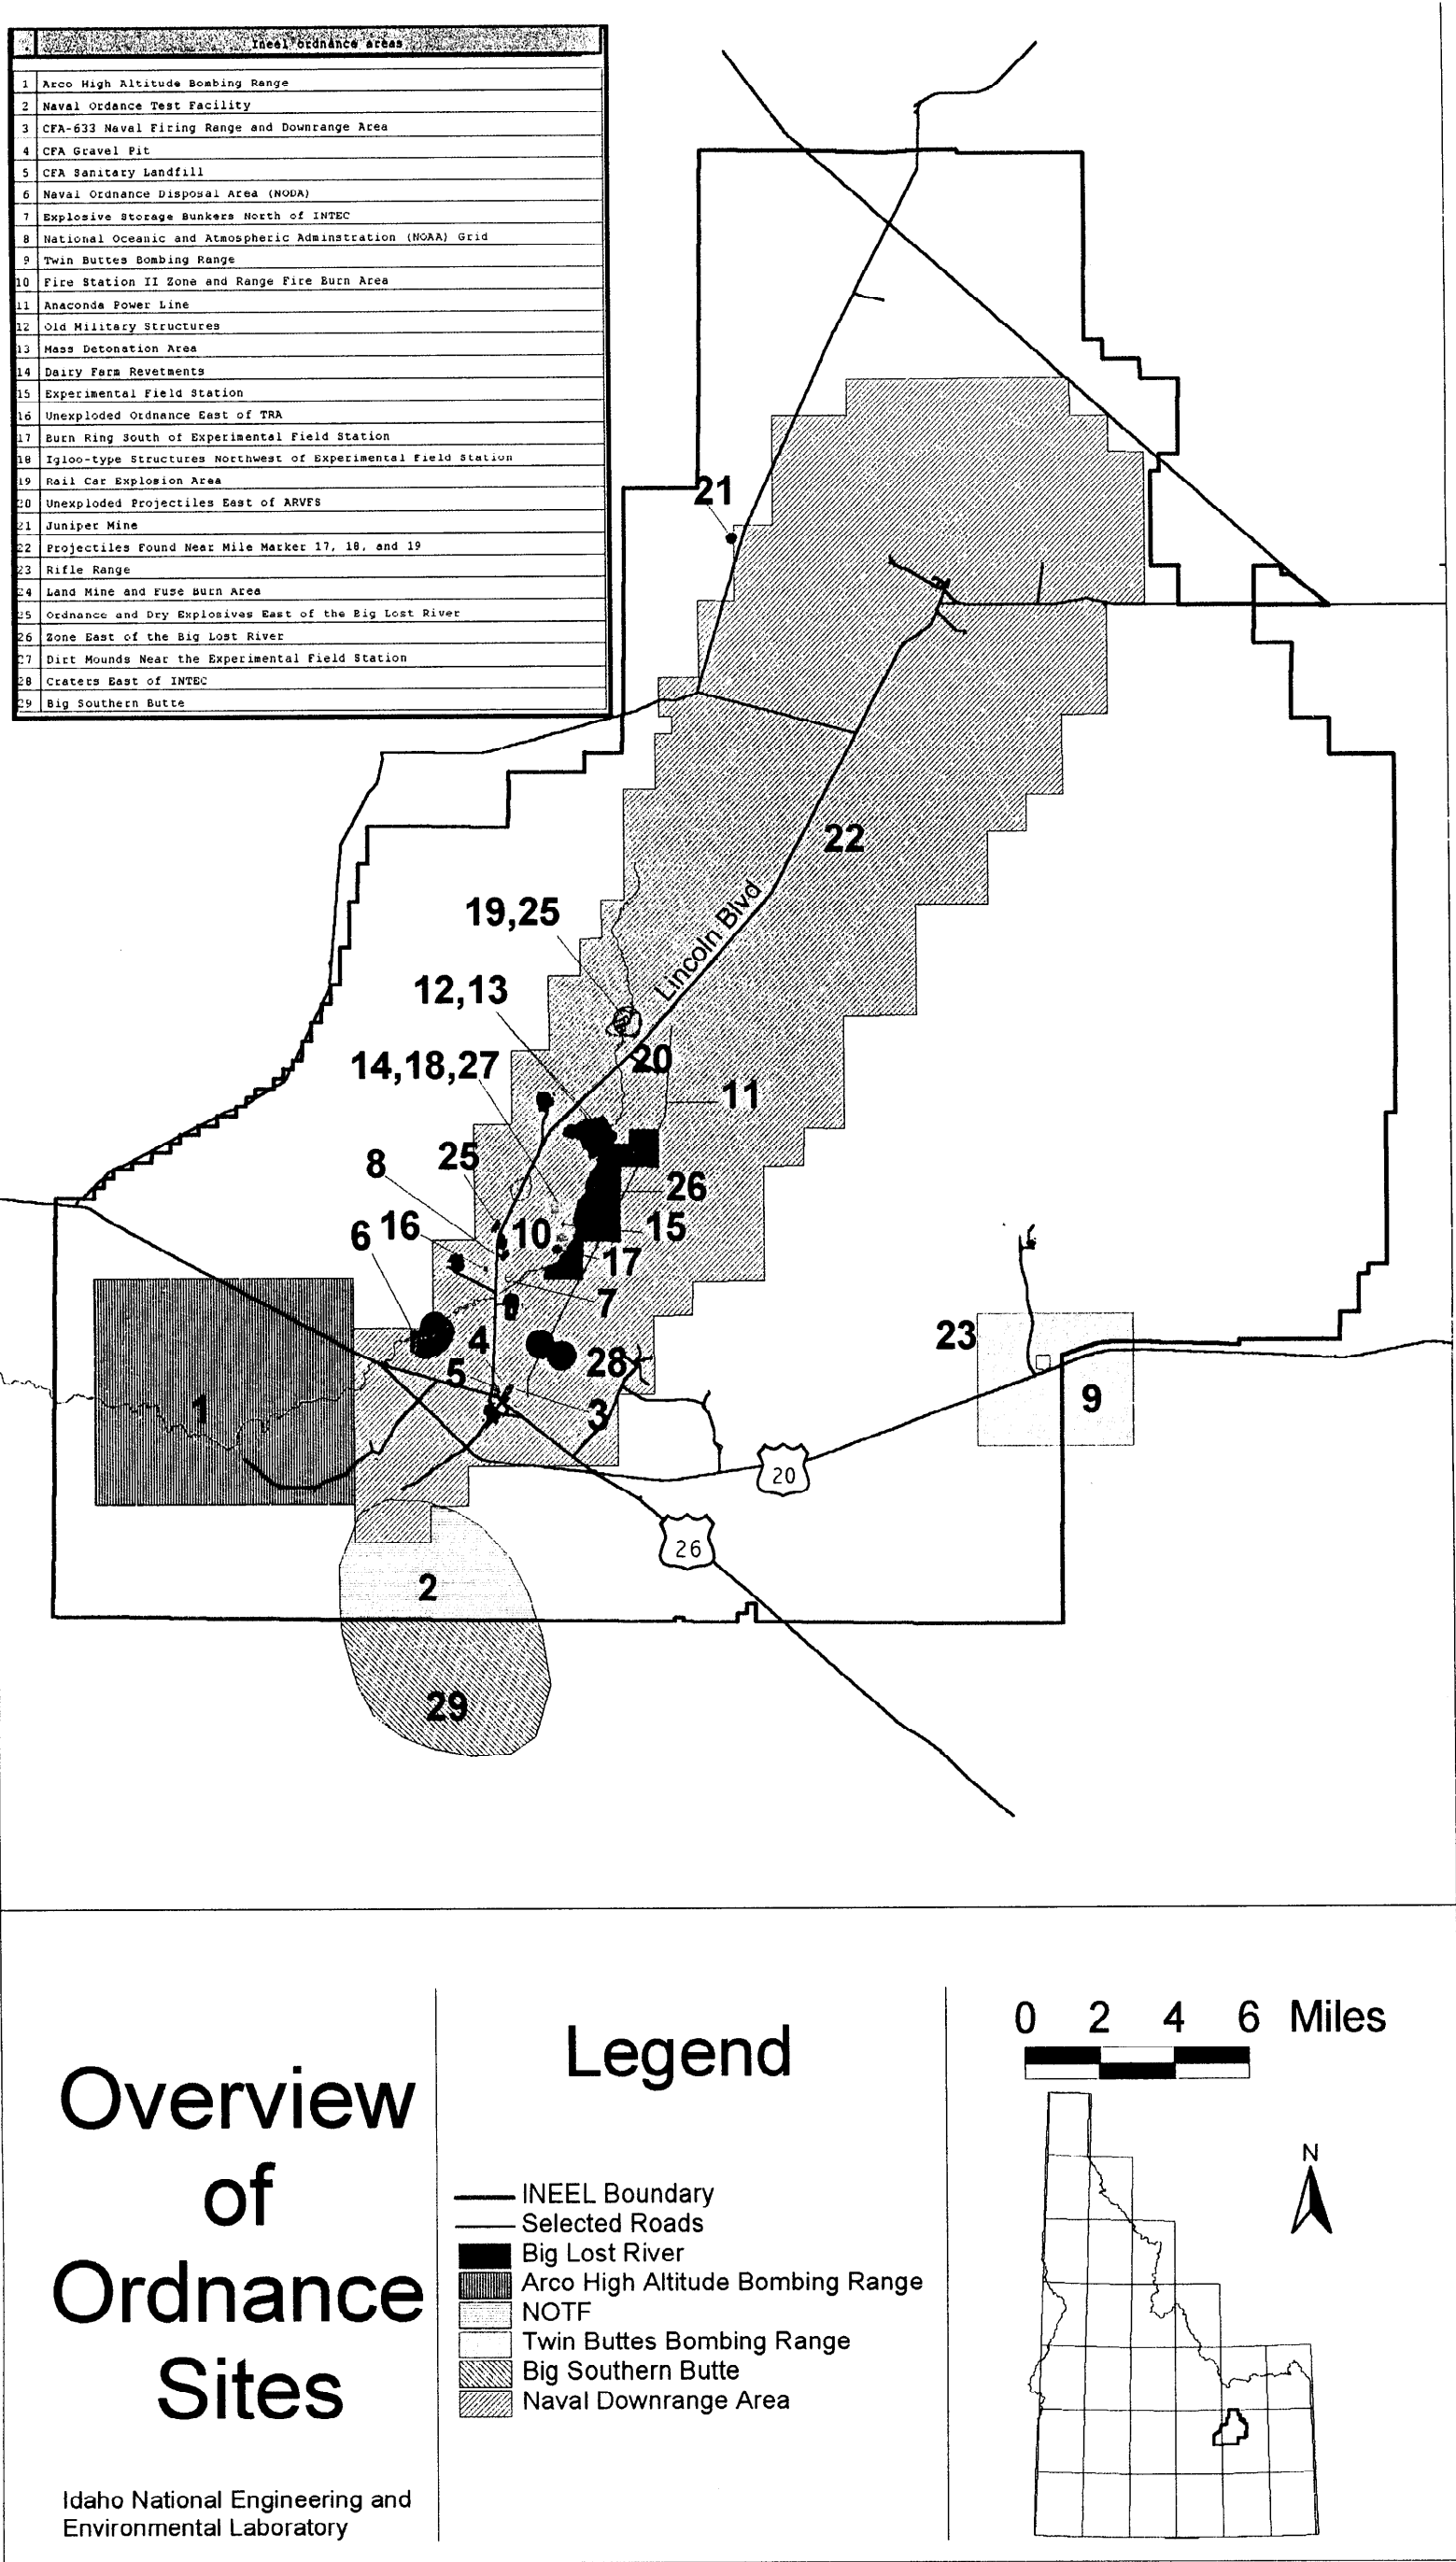 Ineel ordnance areas
1 Arco High Altitude Bombing Range
2 Naval Ordance Test Facility
3 CFA-633 Naval Firing Range and Downrange Area
4 CFA Gravel Pit
5 CFA Sanitary Landfill
6 Naval Ordnance Disposal Area (NODA)
7 Explosive Storage Bunkers North of INTEC
8 National Oceanic and Atmospheric Adminstration (NOAA) Grid
9 Twin Buttes Bombing Range
10 Fire Station II Zone and Range Fire Burn Area
11 Anaconda Power Line
12 Old Military Structures
13 Mass Detonation Area
14 Dairy Farm Revetments
15 Experimental Field Station
16 Unexploded Ordnance East of TRA
17 Burn Ring South of Experimental Field Station
18 Igloo-type Structures Northwest of Experimental Field Station
19 Rail Car Explosion Area
20 Unexploded Projectiles East of ARVFS
21 Juniper Mine
22 Projectiles Found Near Mile Marker 17, 18, and 19
23 Rifle Range
24 Land Mine and Fuse Burn Area
25 Ordnance and Dry Explosives East of the Big Lost River
26 Zone East of the Big Lost River
27 Dirt Mounds Near the Experimental Field Station
28 Craters East of INTEC
29 Big Southern Butte
21
22
19,25
Lincoln Blvd
12,13
20
14,18,27
11
25
8
26
6 16
10
15
17
7
23
4
28
5
9
1
3
20
26
2
29
Overview
of
Ordnance
Sites
Idaho National Engineering and
Environmental Laboratory
Legend
INEEL Boundary
Selected Roads
Big Lost River
Arco High Altitude Bombing Range
NOTF
Twin Buttes Bombing Range
Big Southern Butte
Naval Downrange Area
0 2 4 6 Miles
N